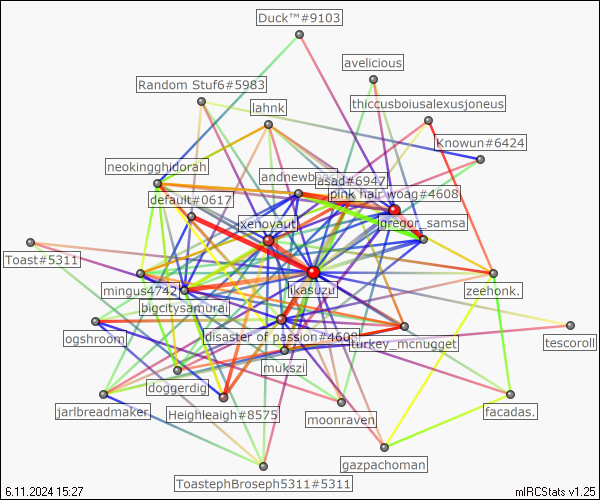 Duck™#9103
avelicious
Random Stuf6#5983
thiccusboiusalexusjoneus
lahnk
Knowun#6424
neokingghidorah
asad#6947
pink hair woag#4608
default#0617
gregor_samsa
xenoyaut
Toast#5311
mingus4742
ikasuzu
zeehonk.
bigcitysamurai
ogshroom
disaster of passion#4608
turkey_mcnugget
tescoroll
mukszi
doggerdig
jarlbreadmaker
Heighleaigh#8575
moonraven
facadas.
gazpachoman
ToastephBroseph5311#5311
6.11.2024 15:27
mIRCStats v1.25